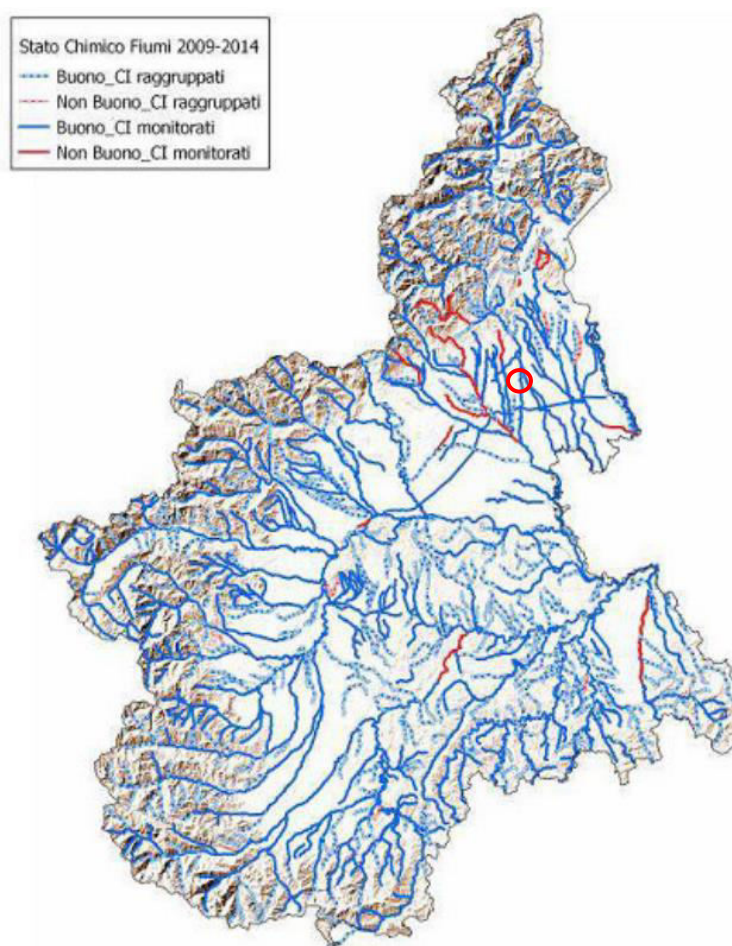 Stato Chimico Fiumi 2009-2014
Buono_CI raggruppati
Non Buono_CI raggruppati
Buono_CI monitorati
Non Buono_CI monitorati